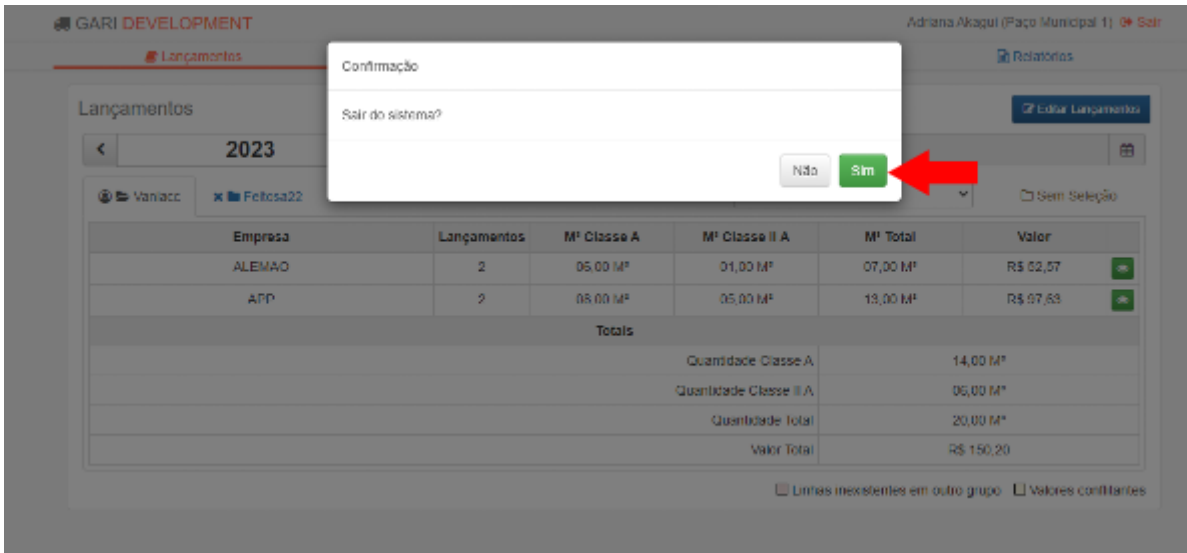 GARI DEVELOPMENT
Adriana Akagui (Paço Municipal 1) Sair
Lançamentos
Relatórios
Confirmação
Sair do sistema?
Não Sim
Lançamentos
Editar Lançamentos
2023
Vaniacc
Feitosa22
Sem Seleção
Empresa Lançamentos M³ Classe A M³ Classe II A M³ Total Valor
ALEMAO 2 06,00 M³ 01,00 M³ 07,00 M³ R$ 52,57
APP 2 08,00 M³ 05,00 M³ 13,00 M³ R$ 97,63
Totais
Quantidade Classe A 14,00 M³
Quantidade Classe II A 06,00 M³
Quantidade Total 20,00 M³
Valor Total R$ 150,20
Linhas inexistentes em outro grupo Valores conflitantes